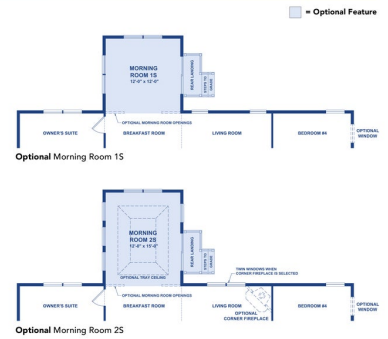 = Optional Feature
MORNING
ROOM 1S
12'-0" x 12'-0"
REAR LANDING
STEPS TO
GRADE
OPTIONAL MORNING ROOM OPENINGS
OWNER'S SUITE
BREAKFAST ROOM
LIVING ROOM
BEDROOM #4
OPTIONAL
WINDOW
Optional Morning Room 1S
MORNING
ROOM 2S
12'-0" x 15'-8"
REAR LANDING
STEPS TO
GRADE
OPTIONAL TRAY CEILING
TWIN WINDOWS WHEN
CORNER FIREPLACE IS SELECTED
OPTIONAL MORNING ROOM OPENINGS
OWNER'S SUITE
BREAKFAST ROOM
LIVING ROOM
OPTIONAL
CORNER FIREPLACE
BEDROOM #4
OPTIONAL
WINDOW
Optional Morning Room 2S